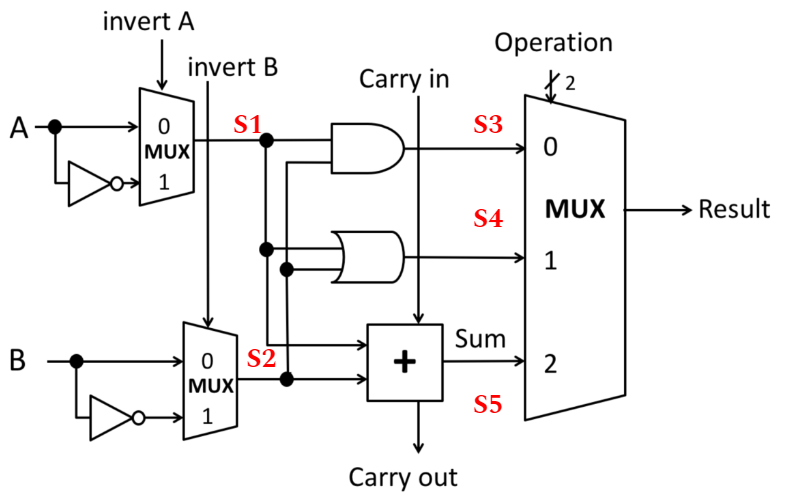 invert A
Operation
invert B
Carry in
2
A
0
S1
S3
MUX
0
1
MUX
Result
S4
1
B
0
S2
Sum
MUX
+
2
1
S5
Carry out